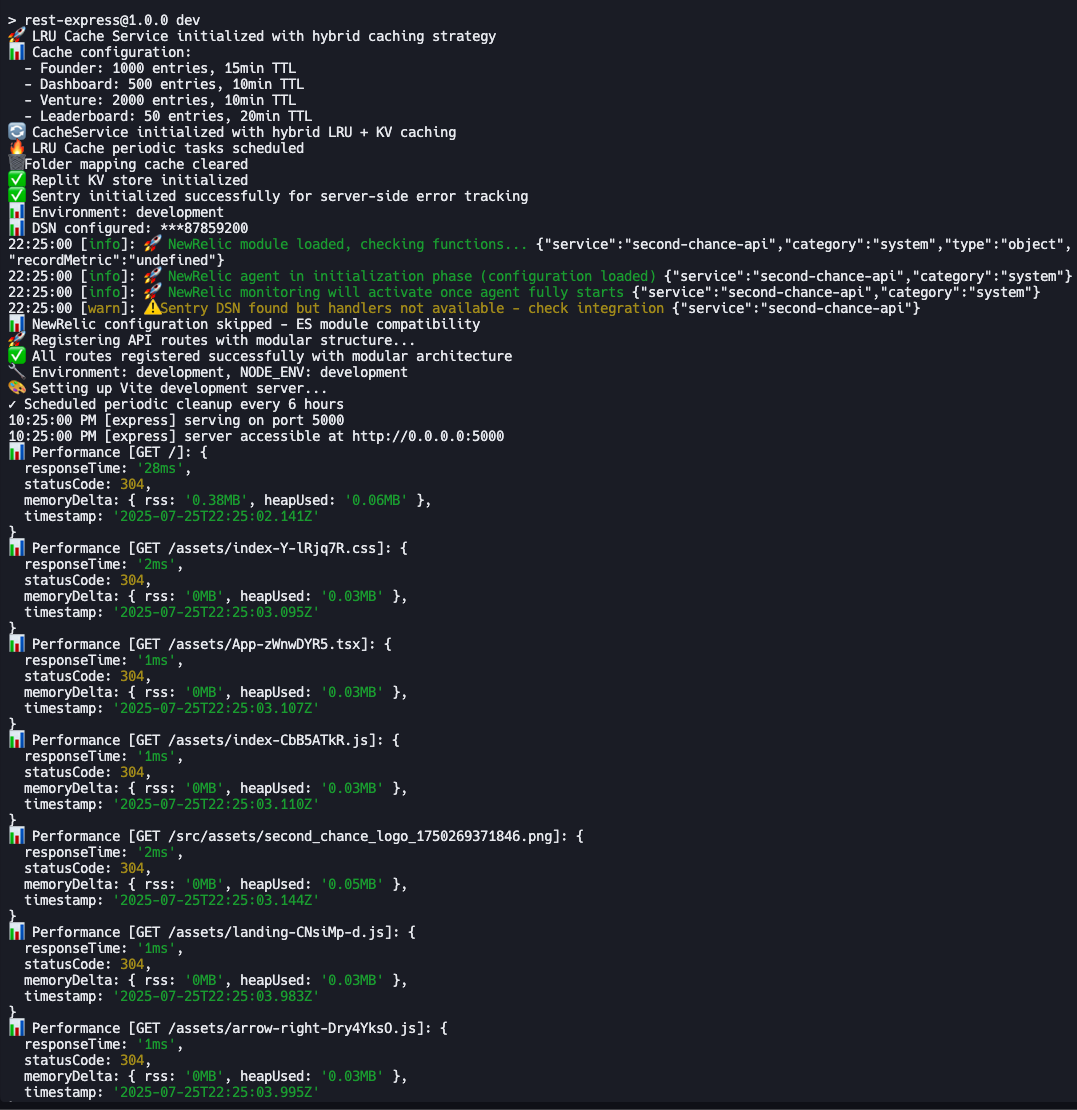 > rest-express@1.0.0 dev
🚀 LRU Cache Service initialized with hybrid caching strategy
📊 Cache configuration:
  - Founder: 1000 entries, 15min TTL
  - Dashboard: 500 entries, 10min TTL
  - Venture: 2000 entries, 10min TTL
  - Leaderboard: 50 entries, 20min TTL
🔄 CacheService initialized with hybrid LRU + KV caching
🔥 LRU Cache periodic tasks scheduled
🗑️Folder mapping cache cleared
✅ Replit KV store initialized
✅ Sentry initialized successfully for server-side error tracking
📊 Environment: development
📊 DSN configured: ***87859200
22:25:00 [info]: 🚀 NewRelic module loaded, checking functions... {"service":"second-chance-api","category":"system","type":"object",
"recordMetric":"undefined"}
22:25:00 [info]: 🚀 NewRelic agent in initialization phase (configuration loaded) {"service":"second-chance-api","category":"system"}
22:25:00 [info]: 🚀 NewRelic monitoring will activate once agent fully starts {"service":"second-chance-api","category":"system"}
22:25:00 [warn]: ⚠️Sentry DSN found but handlers not available - check integration {"service":"second-chance-api"}
📊 NewRelic configuration skipped - ES module compatibility
🚀 Registering API routes with modular structure...
✅ All routes registered successfully with modular architecture
🔧 Environment: development, NODE_ENV: development
🎨 Setting up Vite development server...
✓ Scheduled periodic cleanup every 6 hours
10:25:00 PM [express] serving on port 5000
10:25:00 PM [express] server accessible at http://0.0.0.0:5000
📊 Performance [GET /]: {
  responseTime: '28ms',
  statusCode: 304,
  memoryDelta: { rss: '0.38MB', heapUsed: '0.06MB' },
  timestamp: '2025-07-25T22:25:02.141Z'
}
📊 Performance [GET /assets/index-Y-lRjq7R.css]: {
  responseTime: '2ms',
  statusCode: 304,
  memoryDelta: { rss: '0MB', heapUsed: '0.03MB' },
  timestamp: '2025-07-25T22:25:03.095Z'
}
📊 Performance [GET /assets/App-zWnwDYR5.tsx]: {
  responseTime: '1ms',
  statusCode: 304,
  memoryDelta: { rss: '0MB', heapUsed: '0.03MB' },
  timestamp: '2025-07-25T22:25:03.107Z'
}
📊 Performance [GET /assets/index-CbB5ATkR.js]: {
  responseTime: '1ms',
  statusCode: 304,
  memoryDelta: { rss: '0MB', heapUsed: '0.03MB' },
  timestamp: '2025-07-25T22:25:03.110Z'
}
📊 Performance [GET /src/assets/second_chance_logo_1750269371846.png]: {
  responseTime: '2ms',
  statusCode: 304,
  memoryDelta: { rss: '0MB', heapUsed: '0.05MB' },
  timestamp: '2025-07-25T22:25:03.144Z'
}
📊 Performance [GET /assets/landing-CNsiMp-d.js]: {
  responseTime: '1ms',
  statusCode: 304,
  memoryDelta: { rss: '0MB', heapUsed: '0.03MB' },
  timestamp: '2025-07-25T22:25:03.983Z'
}
📊 Performance [GET /assets/arrow-right-Dry4YksO.js]: {
  responseTime: '1ms',
  statusCode: 304,
  memoryDelta: { rss: '0MB', heapUsed: '0.03MB' },
  timestamp: '2025-07-25T22:25:03.995Z'